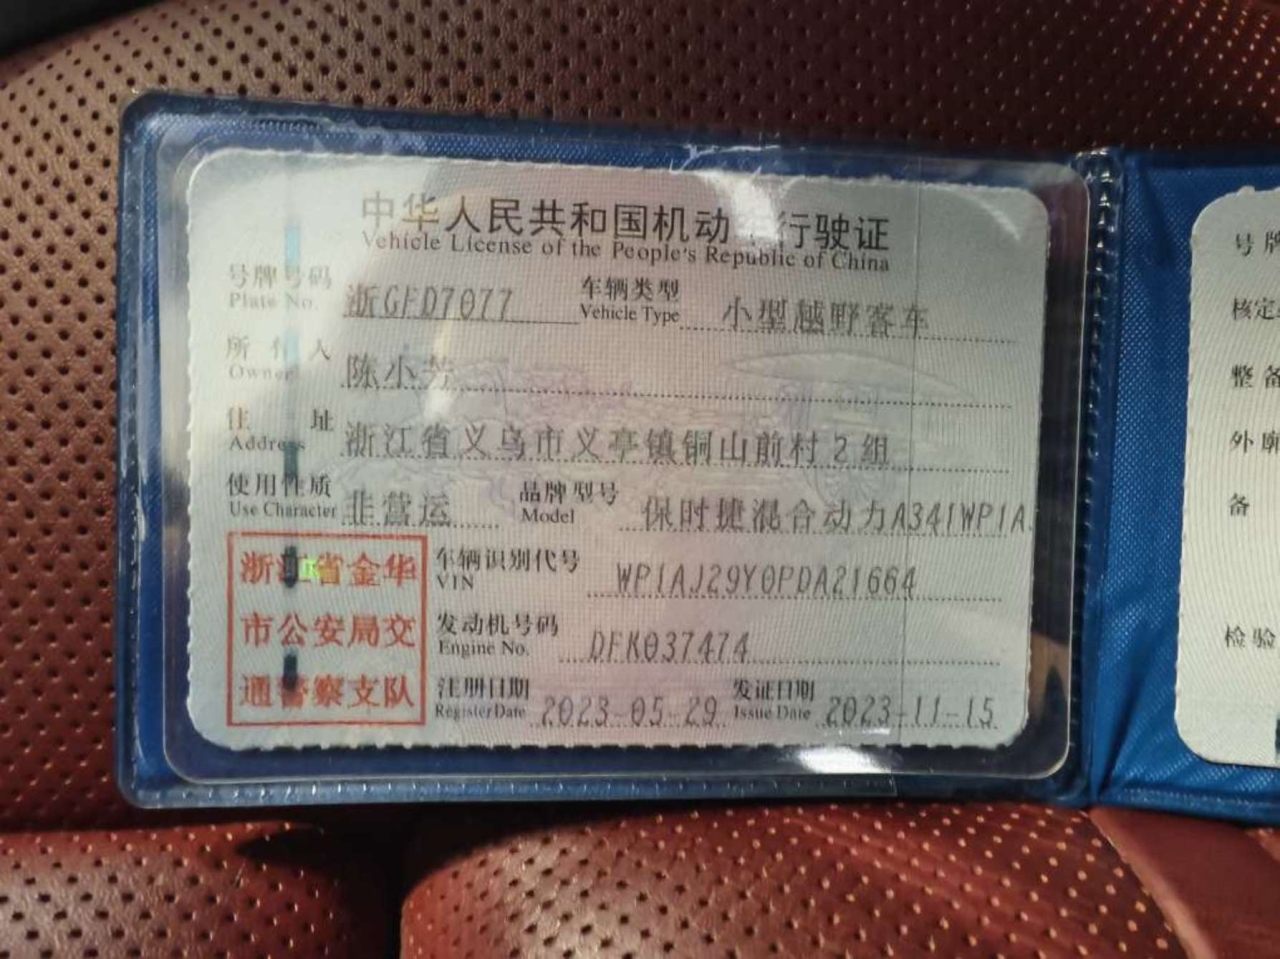 中华人民共和国机动车行驶证
Vehicle License of the People's Republic of China
号牌号码 浙GFD7077 车辆类型 小型越野客车
Plate No. Vehicle Type
所有人 陈小芳
Owner
住址 浙江省义乌市义亭镇铜山前村2组
Address
使用性质 非营运 品牌型号 保时捷混合动力A341WP1A
Use Character Model
浙江省金华
市公安局交
通警察支队
车辆识别代号 WP1AJ29Y0PDA21664
VIN
发动机号码 DFK037474
Engine No.
注册日期 2023-05-29 发证日期 2023-11-15
Register Date Issue Date
号牌
核定
整备
外廓
备
检验